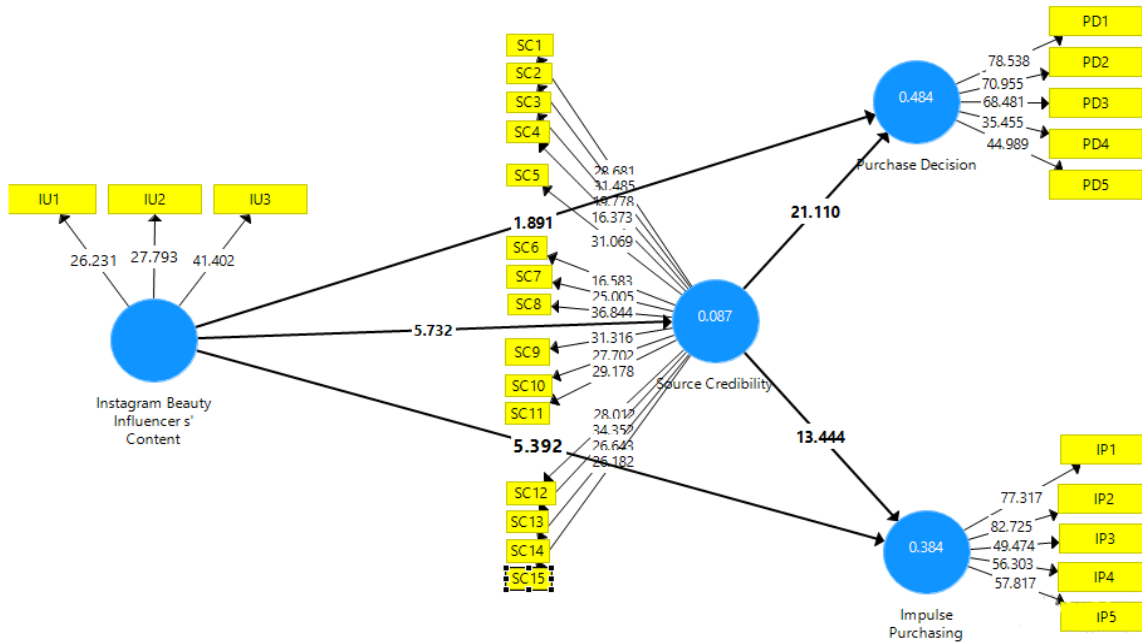 PD1
PD2
PD3
PD4
PD5
78.538
70.955
68.481
35.455
44.989
0.484
Purchase Decision
SC1
SC2
SC3
SC4
SC5
SC6
SC7
SC8
SC9
SC10
SC11
SC12
SC13
SC14
SC15
28.681
31.485
19.778
16.373
31.069
16.583
25.005
36.844
31.316
27.702
29.178
28.012
34.352
26.643
26.182
IU1
IU2
IU3
26.231
27.793
41.402
1.891
21.110
5.732
0.087
Source Credibility
Instagram Beauty
Influencer s'
Content
5.392
13.444
IP1
IP2
IP3
IP4
IP5
77.317
82.725
49.474
56.303
57.817
0.384
Impulse
Purchasing